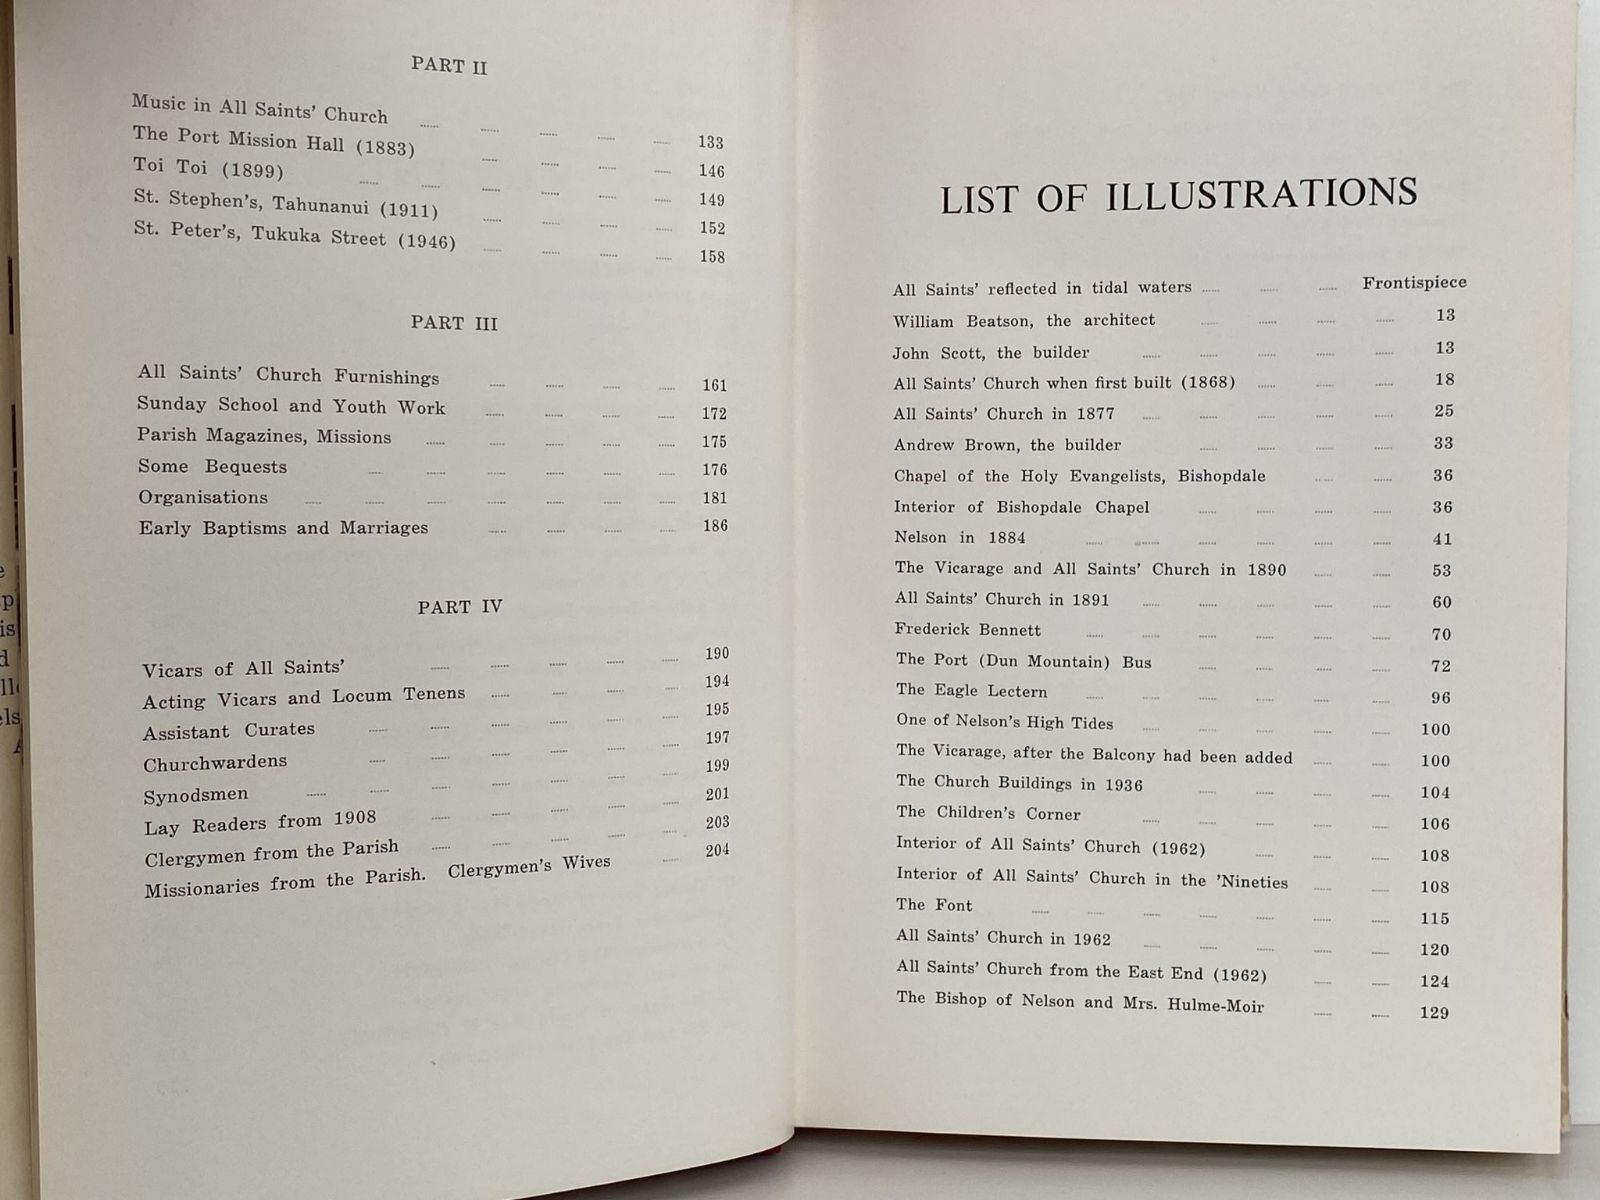 PART II
Music in All Saints' Church ...... ...... ...... ...... ...... 133
The Port Mission Hall (1883) ...... ...... ...... ...... 146
Toi Toi (1899) ...... ...... ...... ...... ...... ...... 149
St. Stephen's, Tahunanui (1911) ...... ...... ...... ...... 152
St. Peter's, Tukuka Street (1946) ...... ...... ...... ...... 158
PART III
All Saints' Church Furnishings ...... ...... ...... ...... 161
Sunday School and Youth Work ...... ...... ...... ...... 172
Parish Magazines, Missions ...... ...... ...... ...... ...... 175
Some Bequests ...... ...... ...... ...... ...... ...... 176
Organisations ...... ...... ...... ...... ...... ...... ...... 181
Early Baptisms and Marriages ...... ...... ...... ...... 186
PART IV
Vicars of All Saints' ...... ...... ...... ...... ...... 190
Acting Vicars and Locum Tenens ...... ...... ...... ...... 194
Assistant Curates ...... ...... ...... ...... ...... ...... 195
Churchwardens ...... ...... ...... ...... ...... ...... 197
Synodsmen ...... ...... ...... ...... ...... ...... ...... 199
Lay Readers from 1908 ...... ...... ...... ...... ...... 201
Clergymen from the Parish ...... ...... ...... ...... ...... 203
Missionaries from the Parish. Clergymen's Wives ...... 204
LIST OF ILLUSTRATIONS
All Saints' reflected in tidal waters ...... ...... ...... Frontispiece
William Beatson, the architect ...... ...... ...... ...... 13
John Scott, the builder ...... ...... ...... ...... ...... 13
All Saints' Church when first built (1868) ...... ...... ...... 18
All Saints' Church in 1877 ...... ...... ...... ...... ...... 25
Andrew Brown, the builder ...... ...... ...... ...... 33
Chapel of the Holy Evangelists, Bishopdale ...... ...... 36
Interior of Bishopdale Chapel ...... ...... ...... ...... 36
Nelson in 1884 ...... ...... ...... ...... ...... ...... 41
The Vicarage and All Saints' Church in 1890 ...... ...... 53
All Saints' Church in 1891 ...... ...... ...... ...... ...... 60
Frederick Bennett ...... ...... ...... ...... ...... ...... 70
The Port (Dun Mountain) Bus ...... ...... ...... ...... 72
The Eagle Lectern ...... ...... ...... ...... ...... ...... 96
One of Nelson's High Tides ...... ...... ...... ...... ...... 100
The Vicarage, after the Balcony had been added ...... ...... 100
The Church Buildings in 1936 ...... ...... ...... ...... 104
The Children's Corner ...... ...... ...... ...... ...... 106
Interior of All Saints' Church (1962) ...... ...... ...... 108
Interior of All Saints' Church in the 'Nineties ...... ...... 108
The Font ...... ...... ...... ...... ...... ...... ...... 115
All Saints' Church in 1962 ...... ...... ...... ...... ...... 120
All Saints' Church from the East End (1962) ...... ...... 124
The Bishop of Nelson and Mrs. Hulme-Moir ...... ...... 129